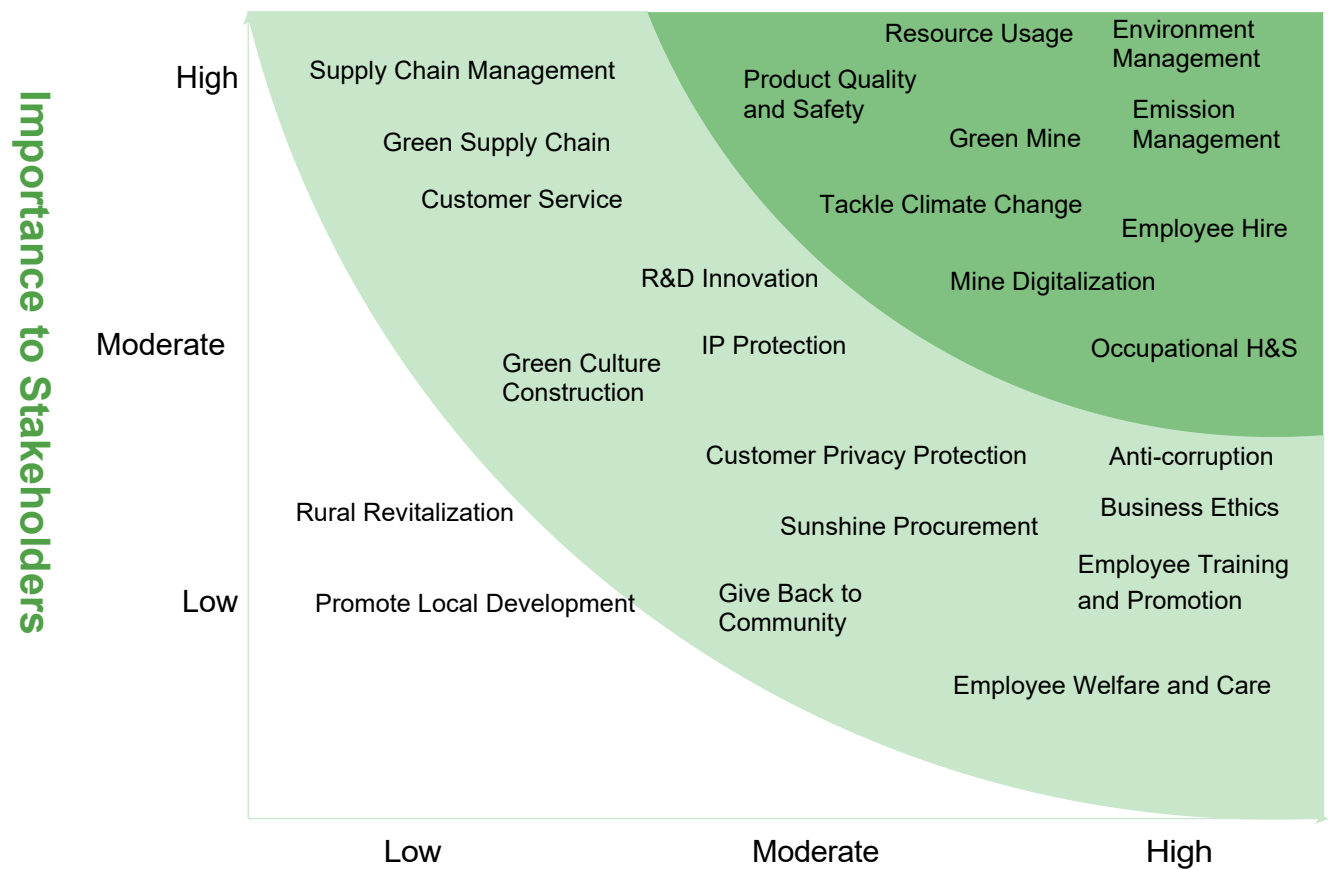 Importance to Stakeholders
High
Moderate
Low
Resource Usage
Environment
Management
Supply Chain Management
Product Quality
and Safety
Emission
Management
Green Supply Chain
Green Mine
Customer Service
Tackle Climate Change
Employee Hire
R&D Innovation
Mine Digitalization
IP Protection
Occupational H&S
Green Culture
Construction
Customer Privacy Protection
Anti-corruption
Rural Revitalization
Business Ethics
Sunshine Procurement
Employee Training
and Promotion
Promote Local Development
Give Back to
Community
Employee Welfare and Care
Low
Moderate
High